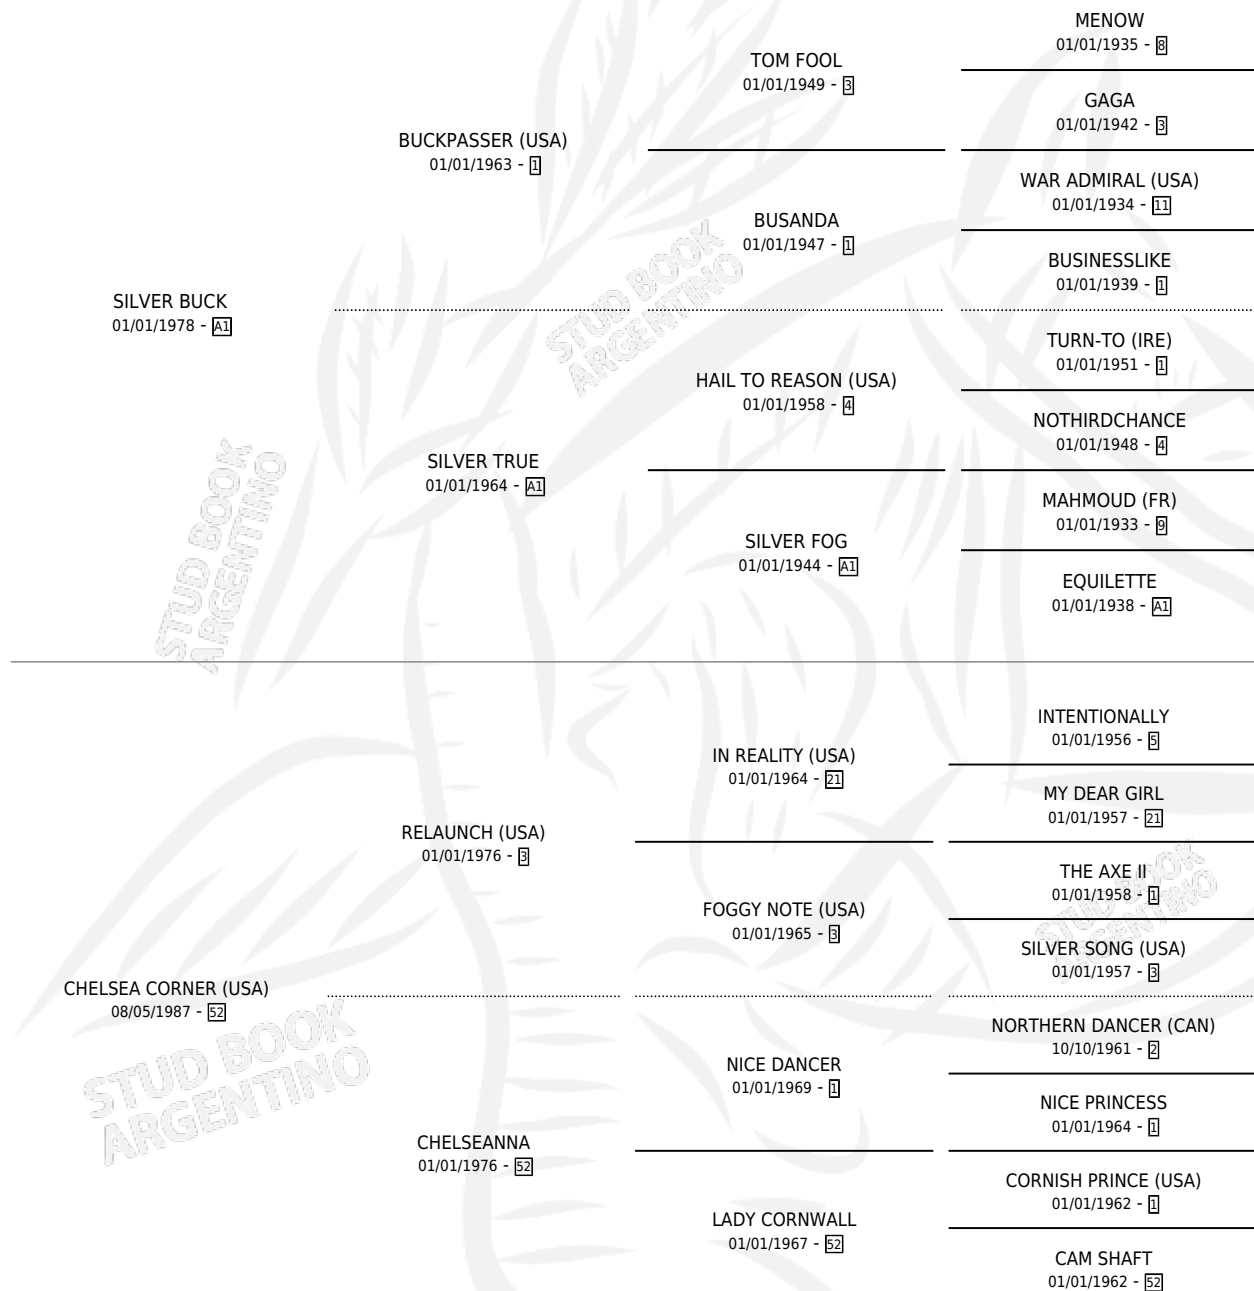 MENOW
01/01/1935 - 8
TOM FOOL
01/01/1949 - 3
GAGA
01/01/1942 - 3
BUCKPASSER (USA)
01/01/1963 - 1
WAR ADMIRAL (USA)
01/01/1934 - 11
BUSANDA
01/01/1947 - 1
BUSINESSLIKE
01/01/1939 - 1
SILVER BUCK
01/01/1978 - A1
TURN-TO (IRE)
01/01/1951 - 1
HAIL TO REASON (USA)
01/01/1958 - 4
NOTHIRDCHANCE
01/01/1948 - 4
SILVER TRUE
01/01/1964 - A1
MAHMOUD (FR)
01/01/1933 - 9
SILVER FOG
01/01/1944 - A1
EQUILETTE
01/01/1938 - A1
INTENTIONALLY
01/01/1956 - 5
IN REALITY (USA)
01/01/1964 - 21
MY DEAR GIRL
01/01/1957 - 21
RELAUNCH (USA)
01/01/1976 - 3
THE AXE II
01/01/1958 - 1
FOGGY NOTE (USA)
01/01/1965 - 3
SILVER SONG (USA)
01/01/1957 - 3
CHELSEA CORNER (USA)
08/05/1987 - 52
NORTHERN DANCER (CAN)
10/10/1961 - 2
NICE DANCER
01/01/1969 - 1
NICE PRINCESS
01/01/1964 - 1
CHELSEANNA
01/01/1976 - 52
CORNISH PRINCE (USA)
01/01/1962 - 1
LADY CORNWALL
01/01/1967 - 52
CAM SHAFT
01/01/1962 - 52
STUD BOOK
ARGENTINO
STUD BOOK
ARGENTINO
STUD BOOK
ARGENTINO
STUD BOOK
ARGENTINO